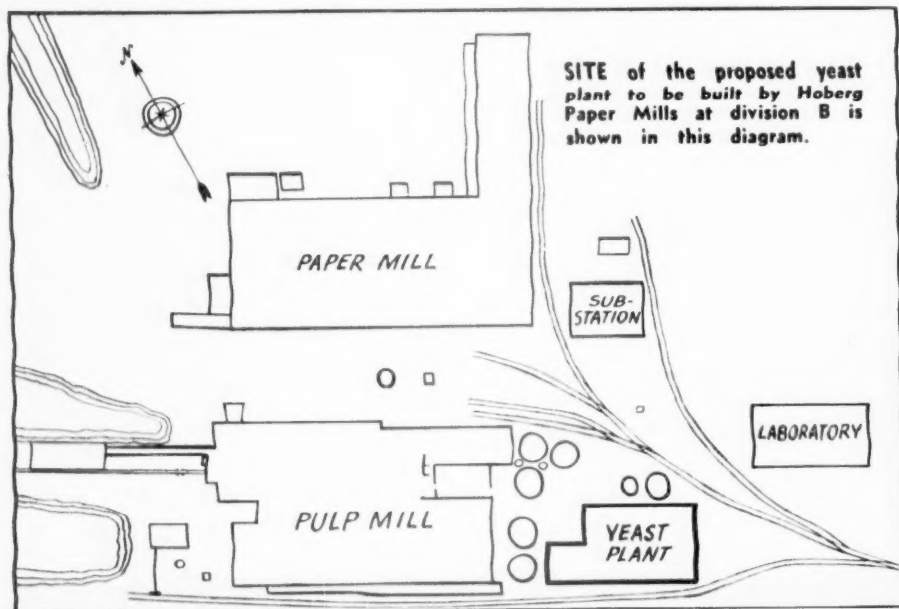 N
SITE of the proposed yeast
plant to be built by Hoberg
Paper Mills at division B is
shown in this diagram.
PAPER MILL
SUB-
STATION
LABORATORY
PULP MILL
YEAST
PLANT